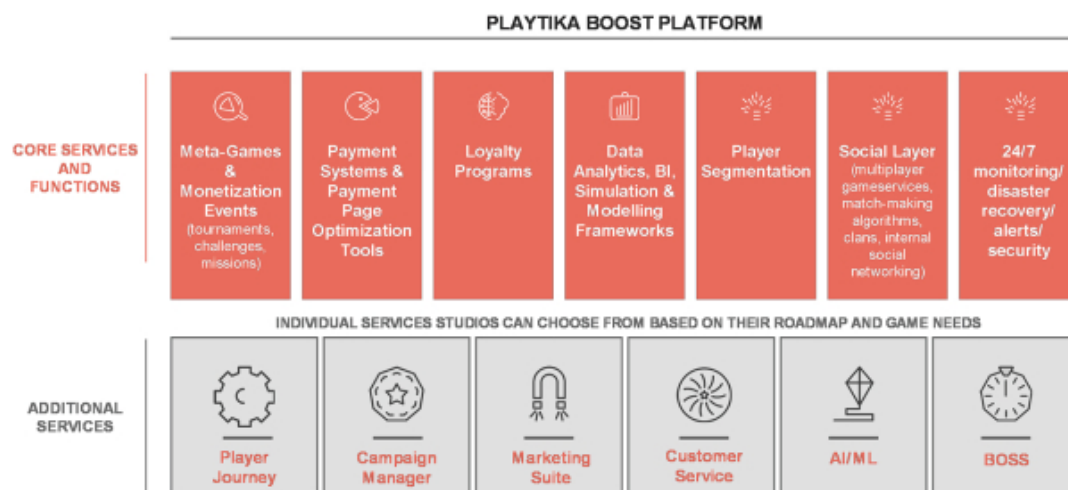 PLAYTIKA BOOST PLATFORM
CORE SERVICES
AND
FUNCTIONS
Meta-Games
&
Monetization
Events
(tournaments,
challenges,
missions)
Payment
Systems &
Payment
Page
Optimization
Tools
Loyalty
Programs
Data
Analytics, BI,
Simulation &
Modelling
Frameworks
Player
Segmentation
Social Layer
(multiplayer
gameservices,
match-making
algorithms,
clans, internal
social
networking)
24/7
monitoring/
disaster
recovery/
alerts/
security
INDIVIDUAL SERVICES STUDIOS CAN CHOOSE FROM BASED ON THEIR ROADMAP AND GAME NEEDS
ADDITIONAL
SERVICES
Player
Journey
Campaign
Manager
Marketing
Suite
Customer
Service
AI/ML
BOSS